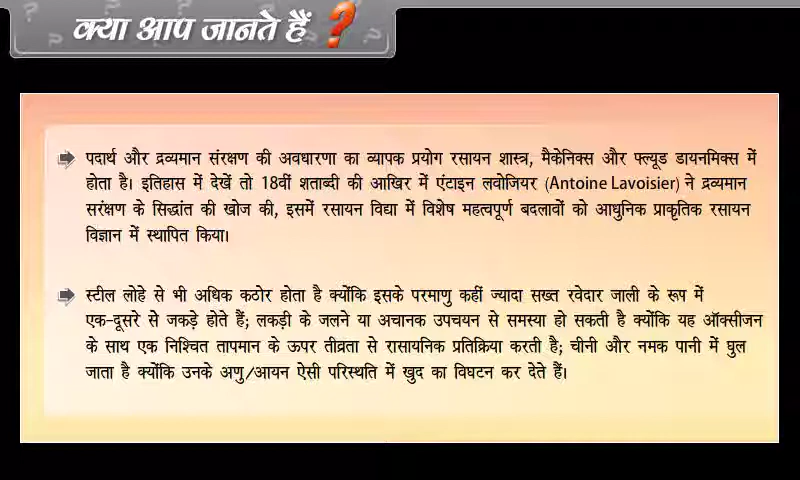 क्या आप जानते हैं ?
पदार्थ और द्रव्यमान संरक्षण की अवधारणा का व्यापक प्रयोग रसायन शास्त्र, मैकेनिक्स और फ्ल्यूड डायनमिक्स में
होता है। इतिहास में देखें तो 18वीं शताब्दी की आखिर में एंटाइन लवोजियर (Antoine Lavoisier) ने द्रव्यमान
सरंक्षण के सिद्धांत की खोज की, इसमें रसायन विद्या में विशेष महत्वपूर्ण बदलावों को आधुनिक प्राकृतिक रसायन
विज्ञान में स्थापित किया।
स्टील लोहे से भी अधिक कठोर होता है क्योंकि इसके परमाणु कहीं ज्यादा सख्त रवेदार जाली के रूप में
एक-दूसरे से जकड़े होते हैं; लकड़ी के जलने या अचानक उपचयन से समस्या हो सकती है क्योंकि यह ऑक्सीजन
के साथ एक निश्चित तापमान के ऊपर तीव्रता से रासायनिक प्रतिक्रिया करती है; चीनी और नमक पानी में घुल
जाता है क्योंकि उनके अणु/आयन ऐसी परिस्थति में खुद का विघटन कर देते हैं।